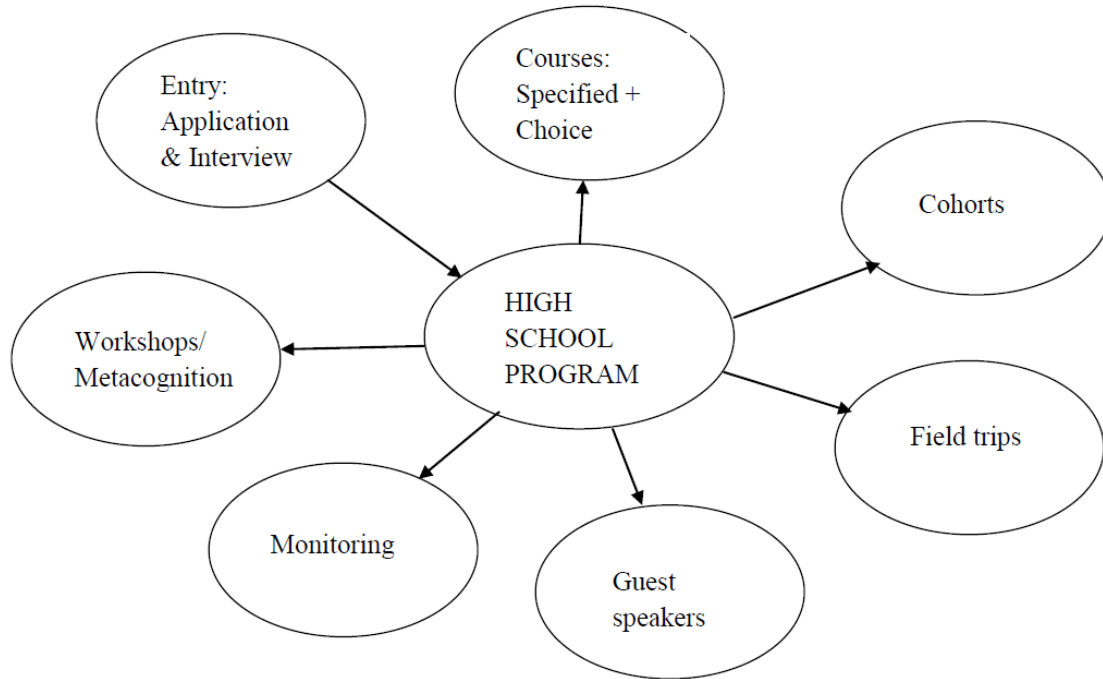 Entry:
Application
& Interview
Courses:
Specified +
Choice
Cohorts
HIGH
SCHOOL
PROGRAM
Workshops/
Metacognition
Field trips
Monitoring
Guest
speakers